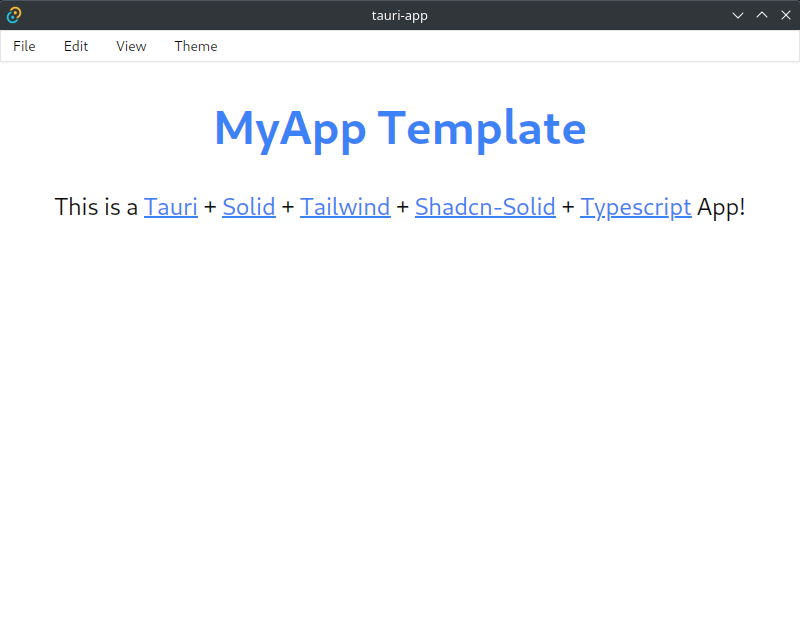 tauri-app
File Edit View Theme
MyApp Template
This is a Tauri + Solid + Tailwind + Shadcn-Solid + Typescript App!